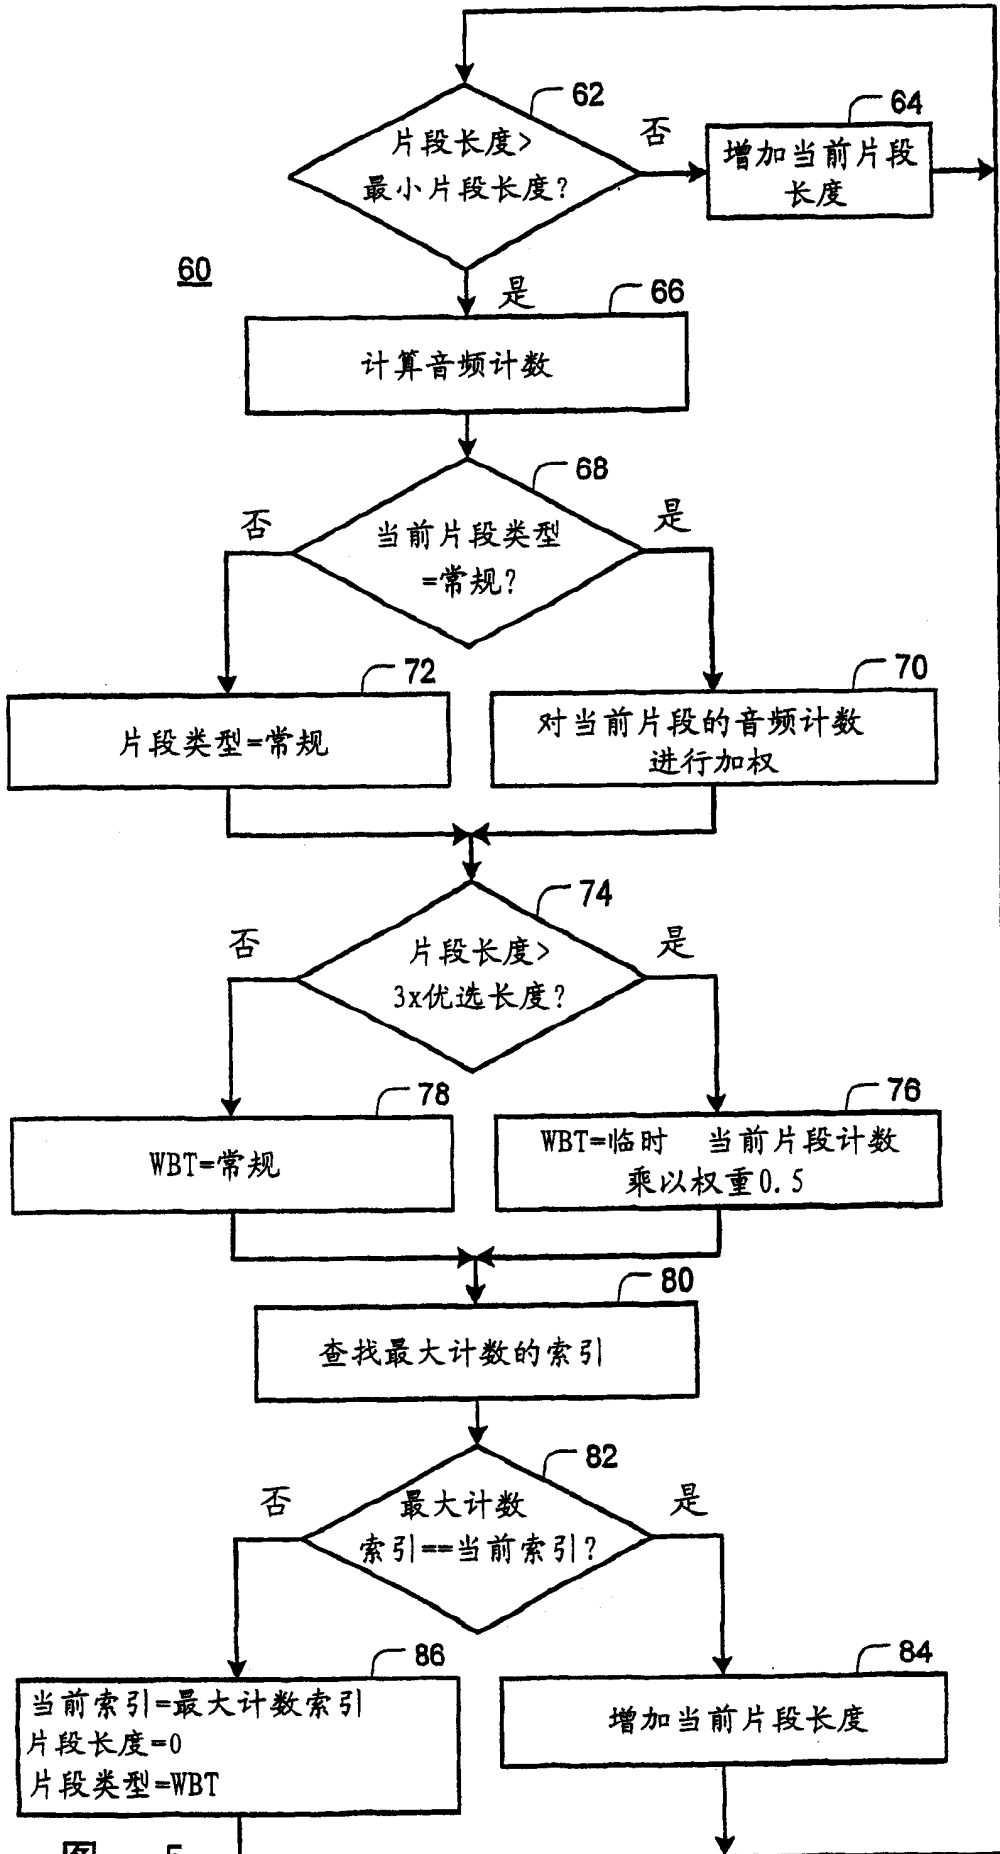 62
片段长度>
最小片段长度?
否
64
增加当前片段
长度
60
是
66
计算音频计数
68
否
当前片段类型
=常规?
是
72
片段类型=常规
70
对当前片段的音频计数
进行加权
74
否
片段长度>
3x优选长度?
是
78
WBT=常规
76
WBT=临时 当前片段计数
乘以权重0.5
80
查找最大计数的索引
82
否
最大计数
索引==当前索引?
是
86
当前索引=最大计数索引
片段长度=0
片段类型=WBT
84
增加当前片段长度